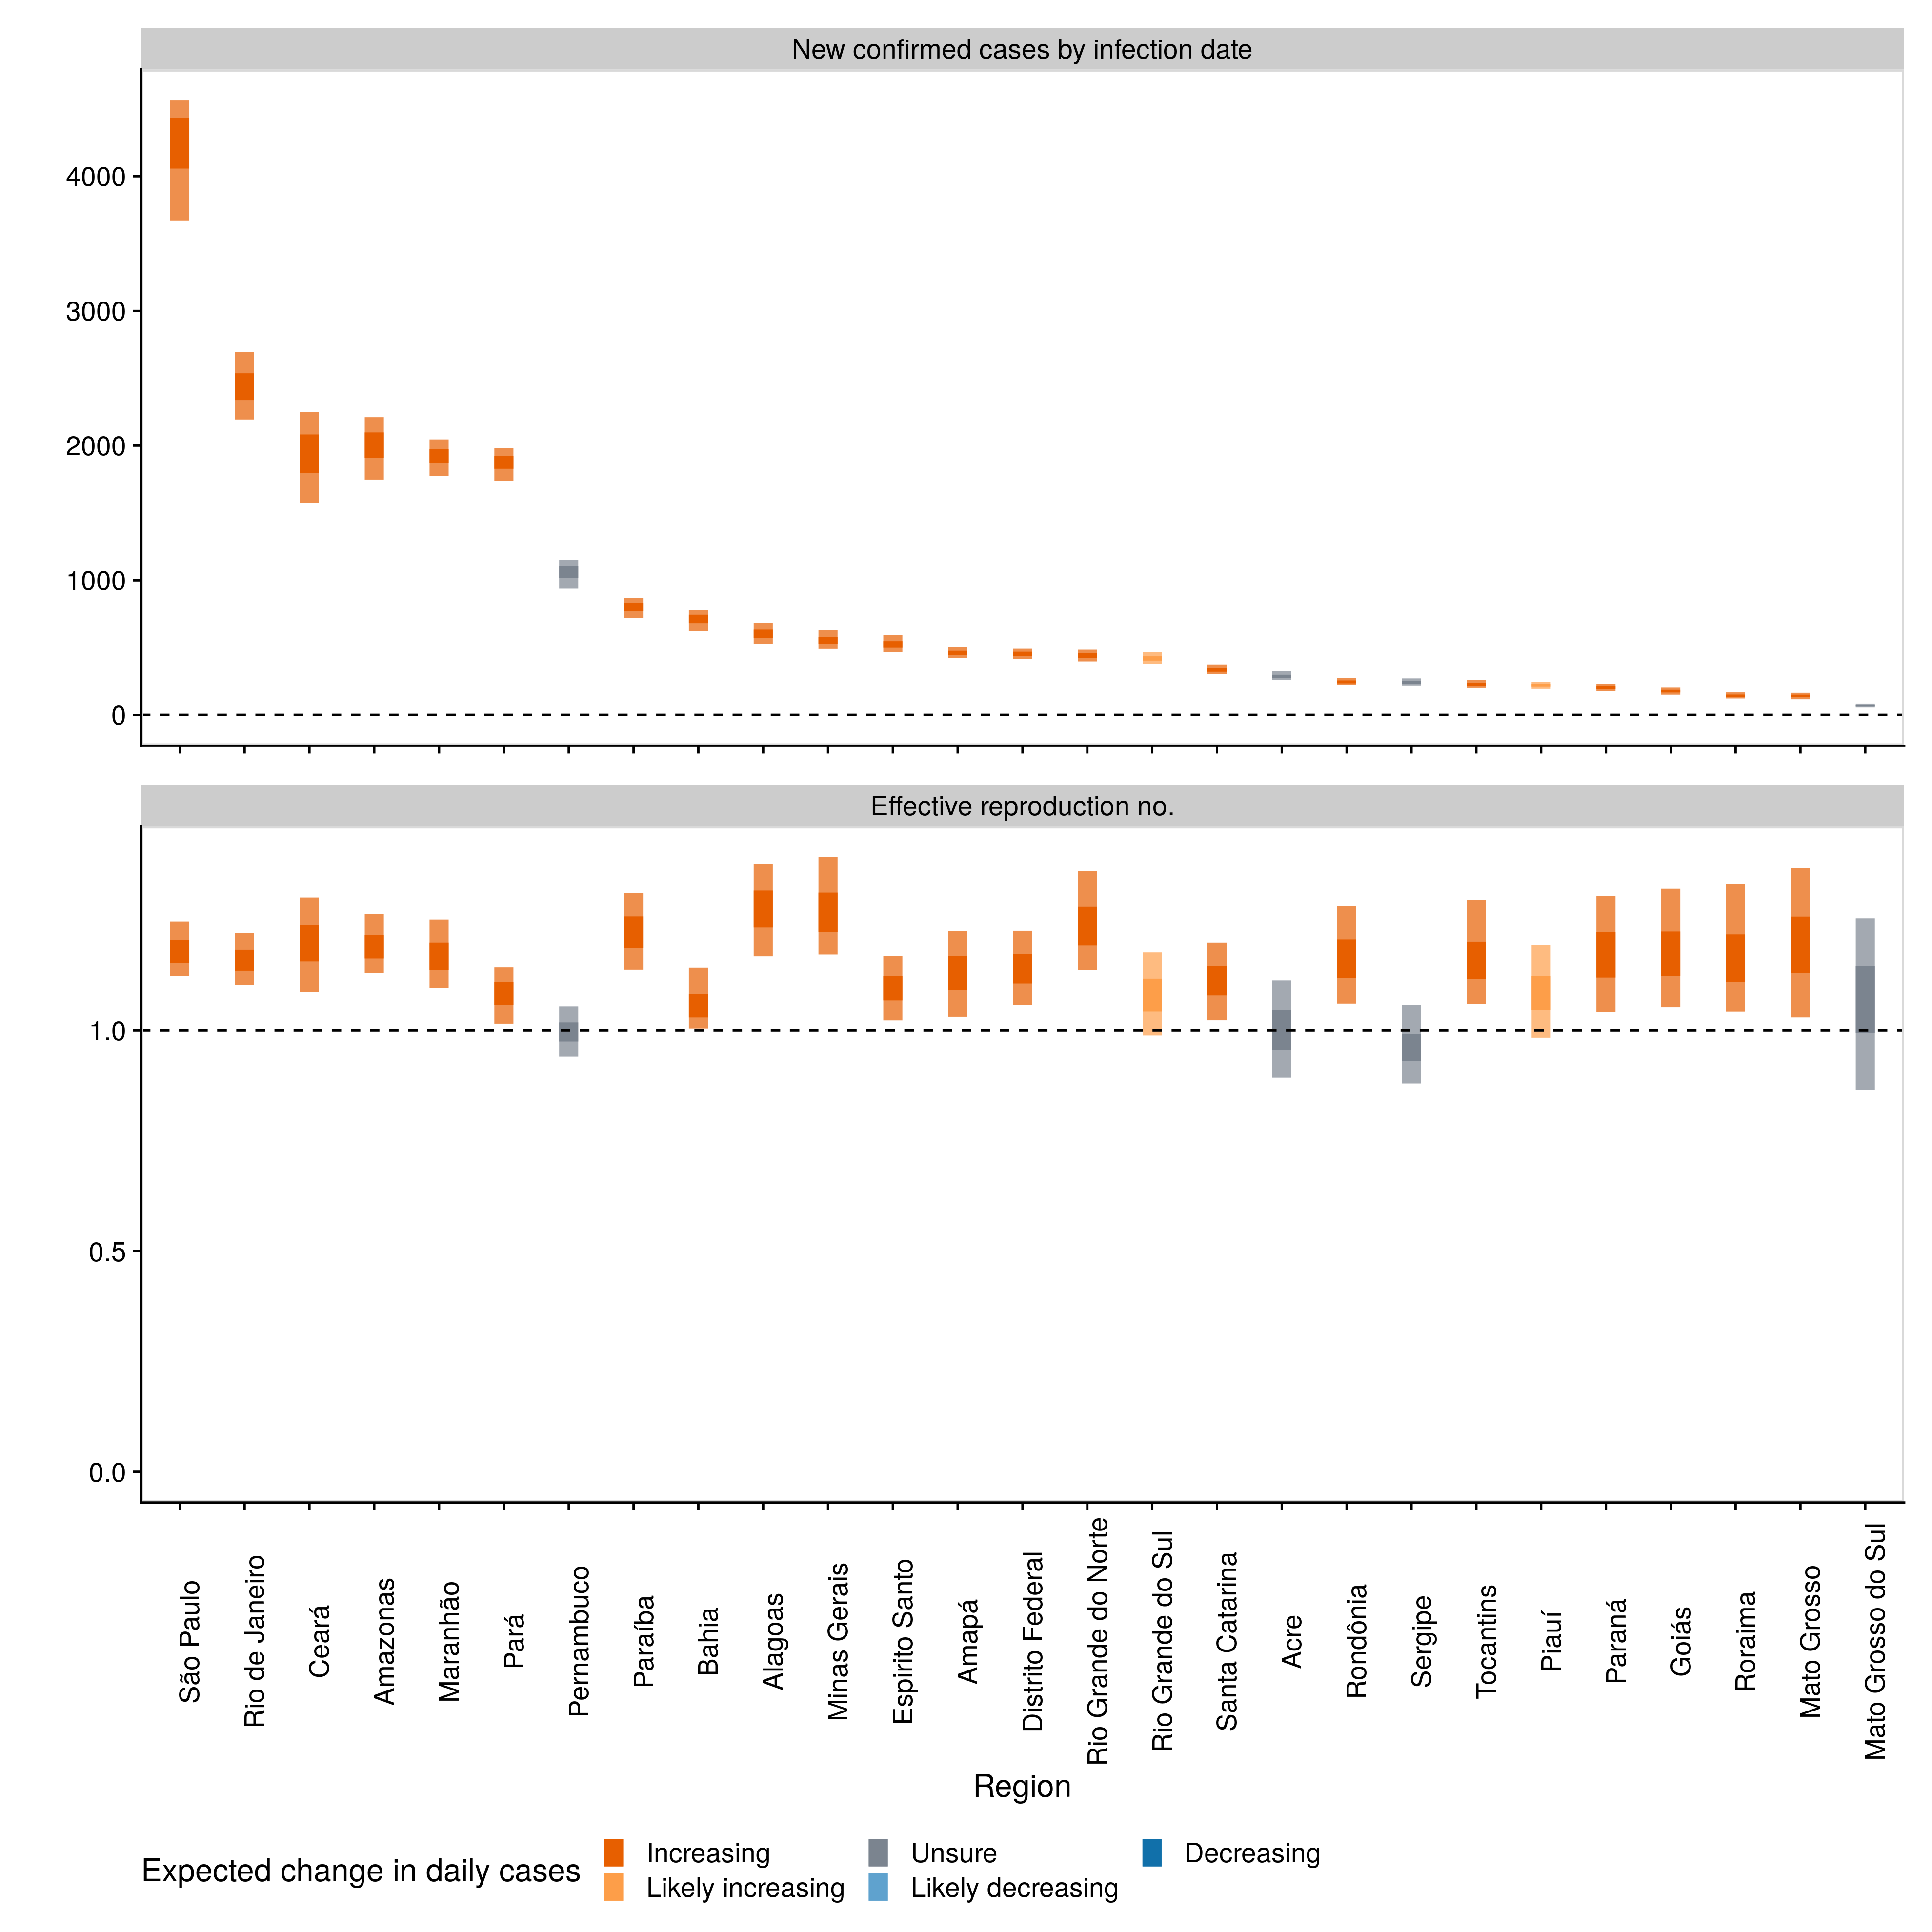 New confirmed cases by infection date
4000
3000
2000
1000
0
Effective reproduction no.
1.0
0.5
0.0
São Paulo
Rio de Janeiro
Ceará
Amazonas
Maranhão
Pará
Pernambuco
Paraíba
Bahia
Alagoas
Minas Gerais
Espirito Santo
Amapá
Distrito Federal
Rio Grande do Norte
Rio Grande do Sul
Santa Catarina
Acre
Rondônia
Sergipe
Tocantins
Piauí
Paraná
Goiás
Roraima
Mato Grosso
Mato Grosso do Sul
Region
Expected change in daily cases
Increasing
Likely increasing
Unsure
Likely decreasing
Decreasing